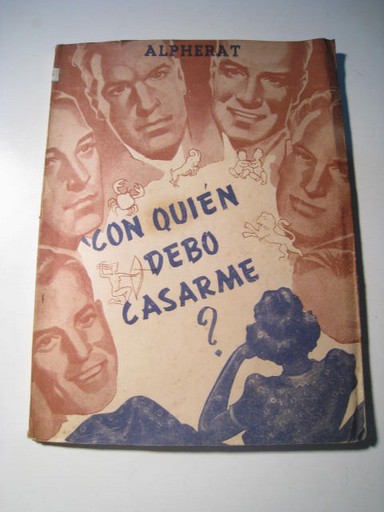 ALPHERAT
¿CON QUIÉN
DEBO
CASARME
?